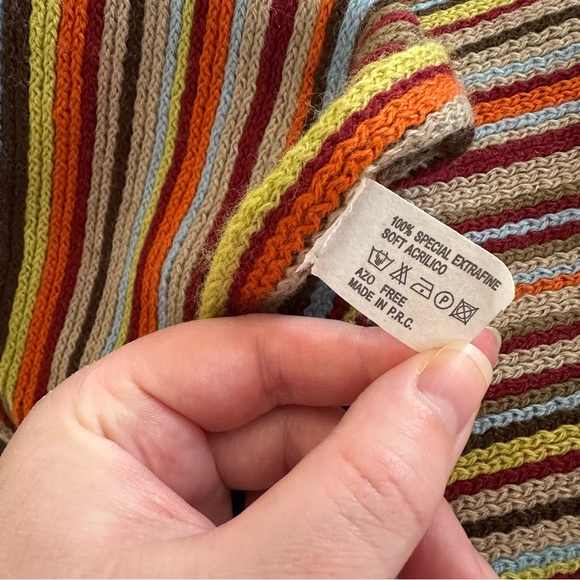 100% SPECIAL EXTRAFINE
SOFT ACRILICO
P
AZO FREE
MADE IN P.R.C.